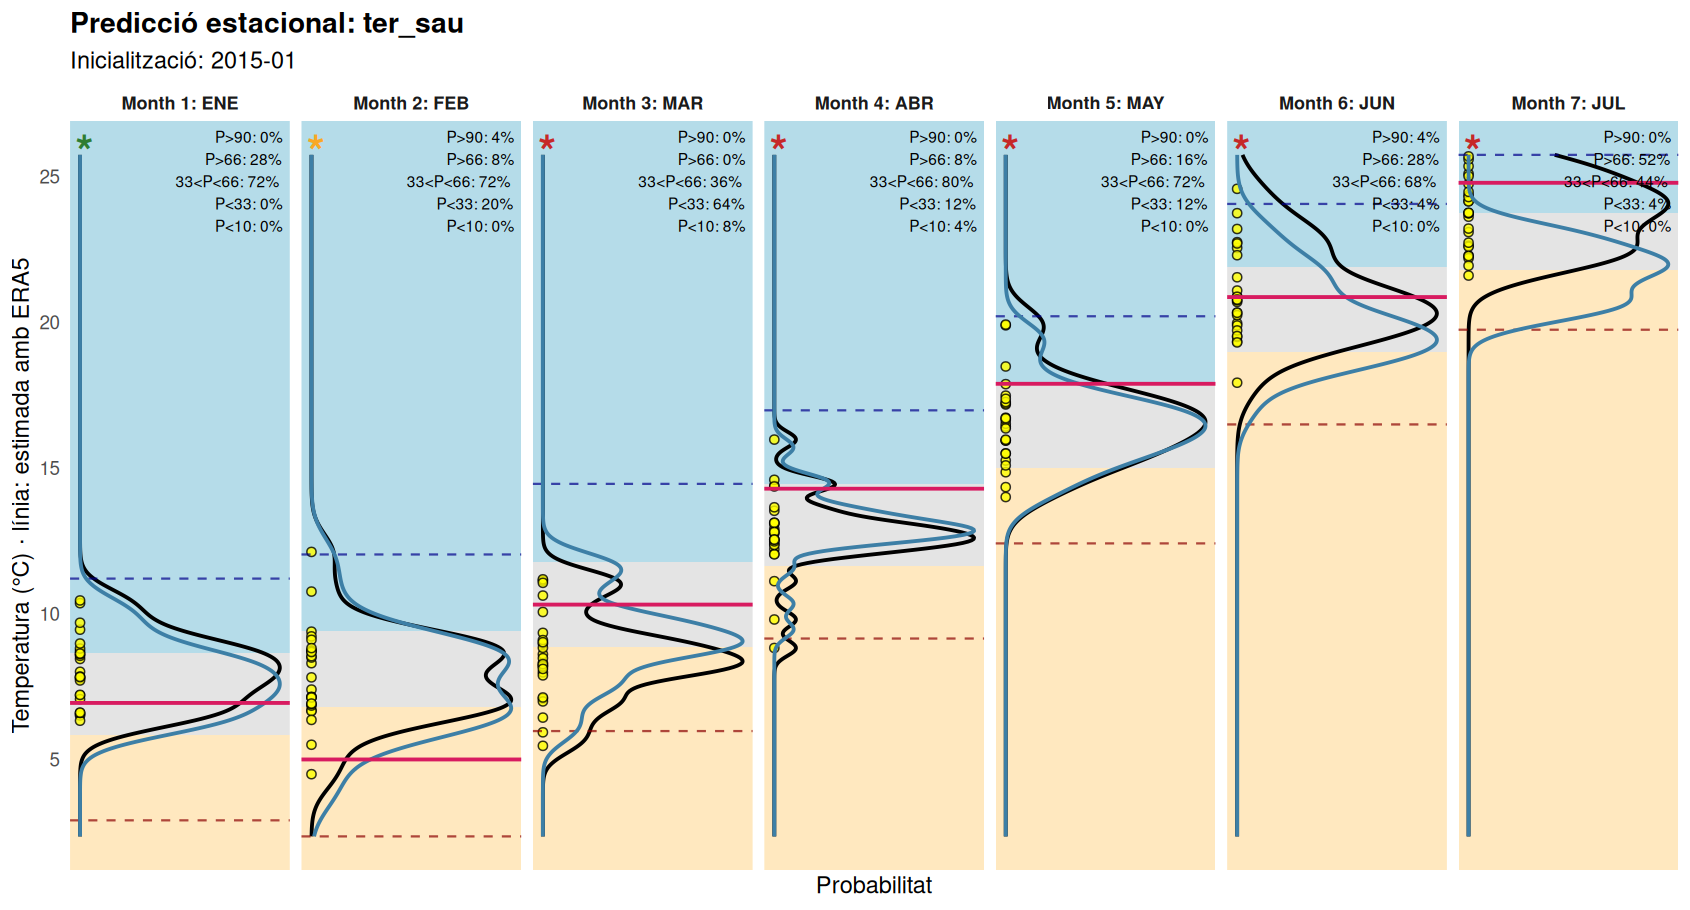 Predicció estacional: ter_sau
Inicialització: 2015-01
Month 1: ENE
Month 2: FEB
Month 3: MAR
Month 4: ABR
Month 5: MAY
Month 6: JUN
Month 7: JUL
*
P>90: 0%
P>66: 28%
33<P<66: 72%
P<33: 0%
P<10: 0%
*
P>90: 4%
P>66: 8%
33<P<66: 72%
P<33: 20%
P<10: 0%
*
P>90: 0%
P>66: 0%
33<P<66: 36%
P<33: 64%
P<10: 8%
*
P>90: 0%
P>66: 8%
33<P<66: 80%
P<33: 12%
P<10: 4%
*
P>90: 0%
P>66: 16%
33<P<66: 72%
P<33: 12%
P<10: 0%
*
P>90: 4%
P>66: 28%
33<P<66: 68%
P<33: 4%
P<10: 0%
*
P>90: 0%
P>66: 52%
33<P<66: 44%
P<33: 4%
P<10: 0%
25
20
15
10
5
Temperatura (°C) · línia: estimada amb ERA5
Probabilitat